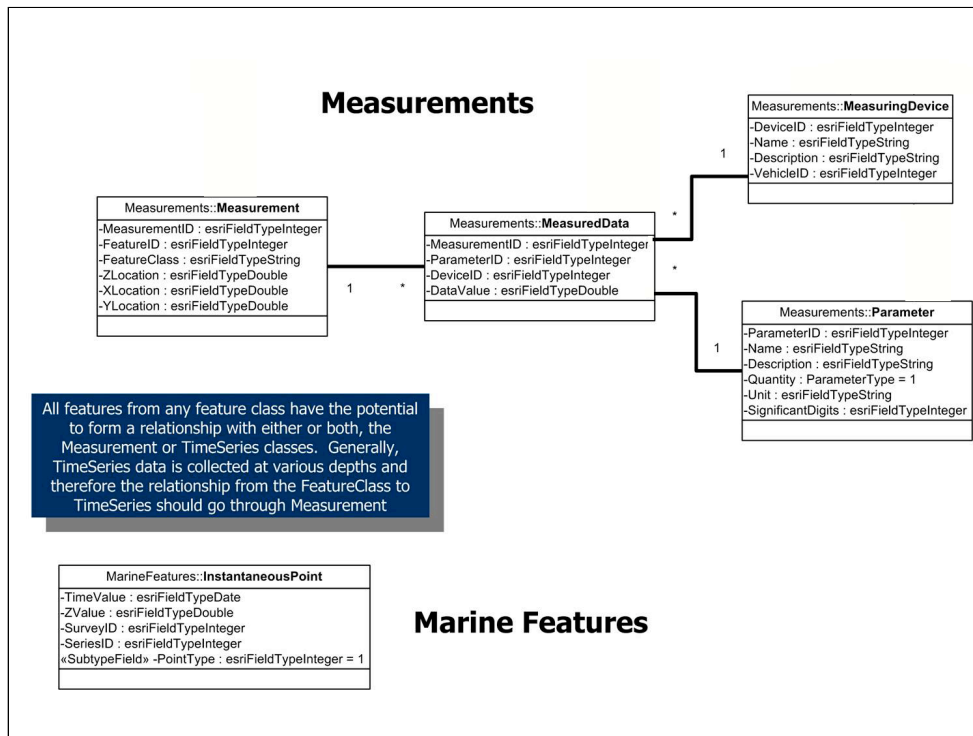 Measurements
Measurements::MeasuringDevice
-DeviceID : esriFieldTypeInteger
-Name : esriFieldTypeString
-Description : esriFieldTypeString
-VehicleID : esriFieldTypeInteger
1
*
Measurements::Measurement
-MeasurementID : esriFieldTypeInteger
-FeatureID : esriFieldTypeInteger
-FeatureClass : esriFieldTypeString
-ZLocation : esriFieldTypeDouble
-XLocation : esriFieldTypeDouble
-YLocation : esriFieldTypeDouble
1
*
Measurements::MeasuredData
-MeasurementID : esriFieldTypeInteger
-ParameterID : esriFieldTypeInteger
-DeviceID : esriFieldTypeInteger
-DataValue : esriFieldTypeDouble
*
1
Measurements::Parameter
-ParameterID : esriFieldTypeInteger
-Name : esriFieldTypeString
-Description : esriFieldTypeString
-Quantity : ParameterType = 1
-Unit : esriFieldTypeString
-SignificantDigits : esriFieldTypeInteger
All features from any feature class have the potential
to form a relationship with either or both, the
Measurement or TimeSeries classes. Generally,
TimeSeries data is collected at various depths and
therefore the relationship from the FeatureClass to
TimeSeries should go through Measurement
MarineFeatures::InstantaneousPoint
-TimeValue : esriFieldTypeDate
-ZValue : esriFieldTypeDouble
-SurveyID : esriFieldTypeInteger
-SeriesID : esriFieldTypeInteger
«SubtypeField» -PointType : esriFieldTypeInteger = 1
Marine Features